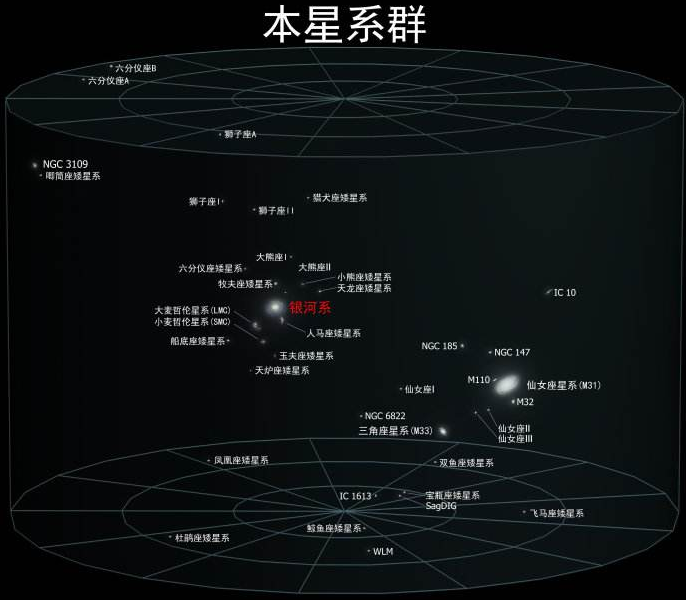 本星系群
六分仪座B
六分仪座A
狮子座A
NGC 3109
唧筒座矮星系
狮子座I
猎犬座矮星系
狮子座II
大熊座I
大熊座II
六分仪座矮星系
小熊座矮星系
牧夫座矮星系
天龙座矮星系
银河系
IC 10
大麦哲伦星系(LMC)
小麦哲伦星系(SMC)
人马座矮星系
船底座矮星系
NGC 185
NGC 147
玉夫座矮星系
天炉座矮星系
M110
仙女座星系(M31)
仙女座I
M32
NGC 6822
三角座星系(M33)
仙女座II
仙女座III
凤凰座矮星系
双鱼座矮星系
IC 1613
宝瓶座矮星系
SagDIG
飞马座矮星系
鲸鱼座矮星系
杜鹃座矮星系
WLM